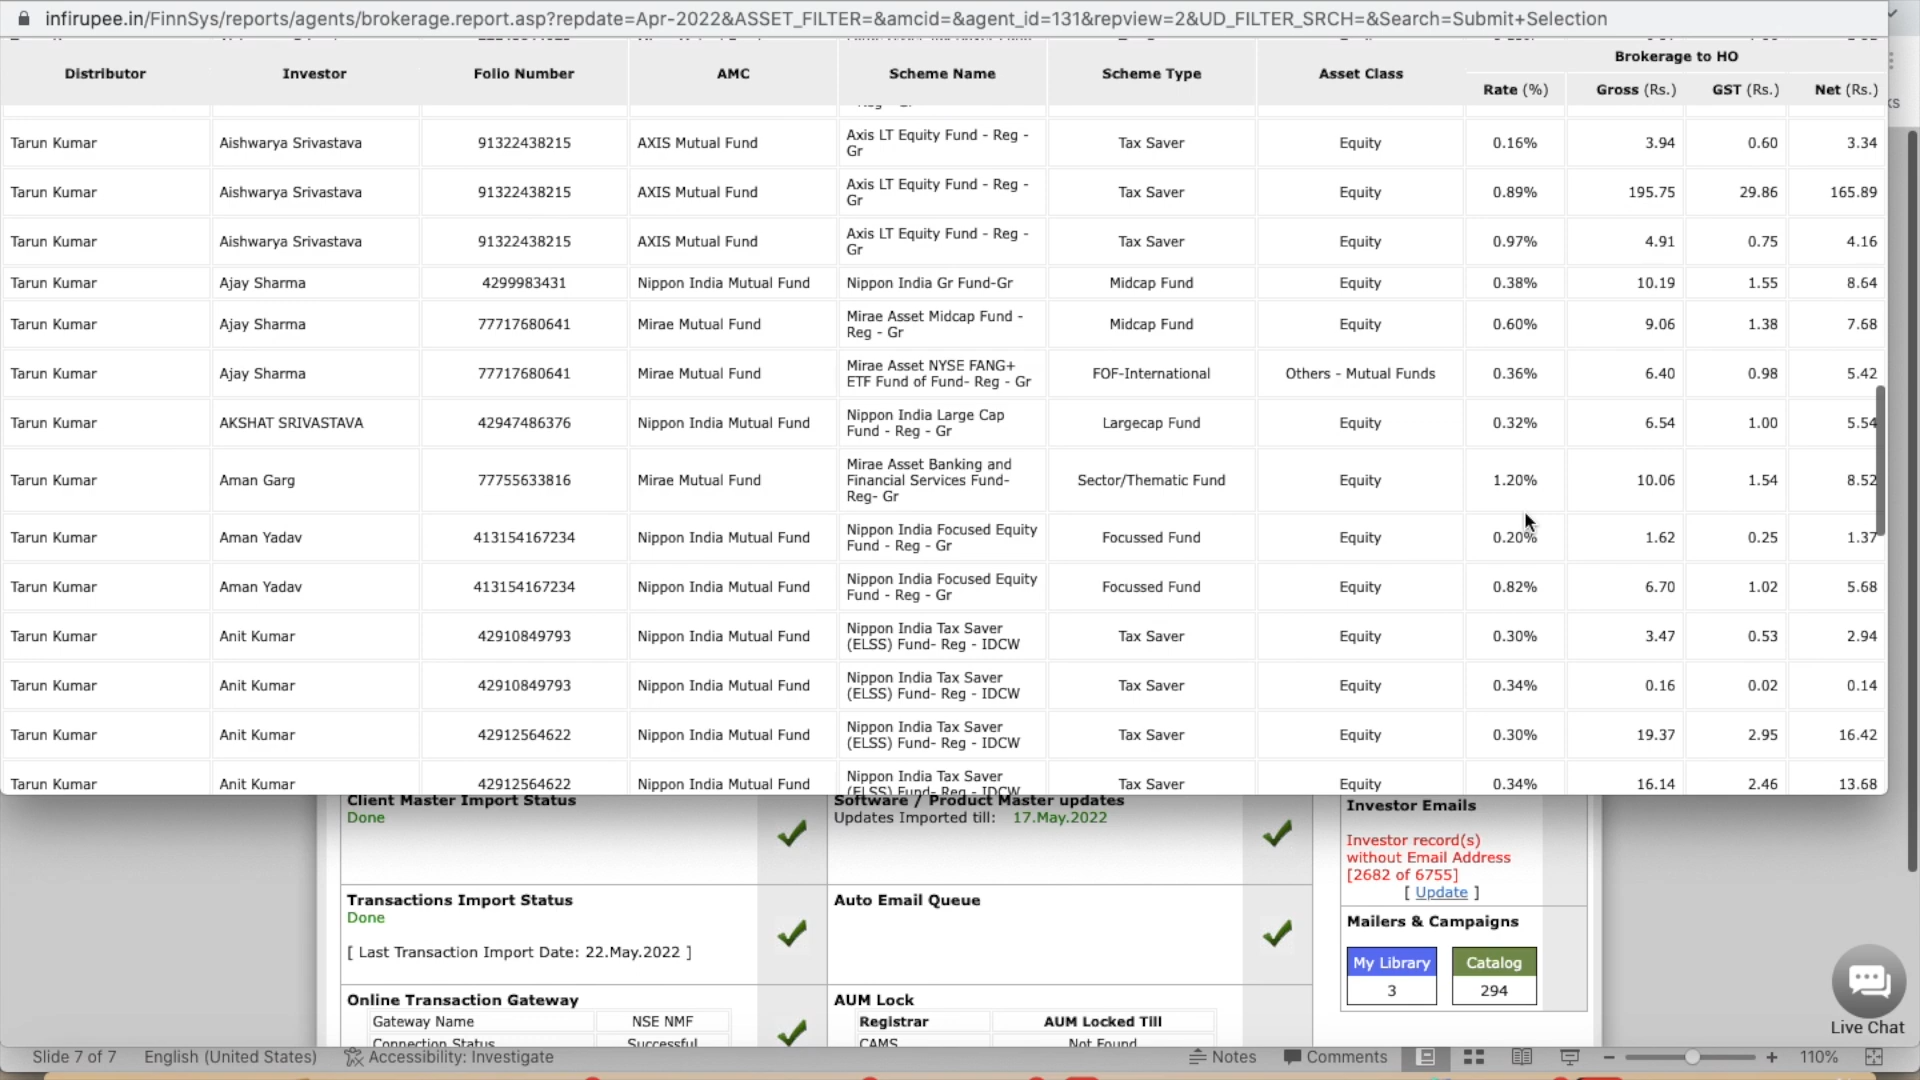 infirupee.in/FinnSys/reports/agents/brokerage.report.asp?repdate=Apr-2022&ASSET_FILTER=&amcid=&agent_id=131&repview=2&UD_FILTER_SRCH=&Search=Submit+Selection
Distributor Investor Folio Number AMC Scheme Name Scheme Type Asset Class Brokerage to HO
Rate (%) Gross (Rs.) GST (Rs.) Net (Rs.)
Tarun Kumar Aishwarya Srivastava 91322438215 AXIS Mutual Fund Axis LT Equity Fund - Reg - Tax Saver Equity 0.16% 3.94 0.60 3.34
Gr
Tarun Kumar Aishwarya Srivastava 91322438215 AXIS Mutual Fund Axis LT Equity Fund - Reg - Tax Saver Equity 0.89% 195.75 29.86 165.89
Gr
Tarun Kumar Aishwarya Srivastava 91322438215 AXIS Mutual Fund Axis LT Equity Fund - Reg - Tax Saver Equity 0.97% 4.91 0.75 4.16
Gr
Tarun Kumar Ajay Sharma 4299983431 Nippon India Mutual Fund Nippon India Gr Fund-Gr Midcap Fund Equity 0.38% 10.19 1.55 8.64
Tarun Kumar Ajay Sharma 77717680641 Mirae Mutual Fund Mirae Asset Midcap Fund - Midcap Fund Equity 0.60% 9.06 1.38 7.68
Reg - Gr
Tarun Kumar Ajay Sharma 77717680641 Mirae Mutual Fund Mirae Asset NYSE FANG+ FOF-International Others - Mutual Funds 0.36% 6.40 0.98 5.42
ETF Fund of Fund- Reg - Gr
Tarun Kumar AKSHAT SRIVASTAVA 42947486376 Nippon India Mutual Fund Nippon India Large Cap Largecap Fund Equity 0.32% 6.54 1.00 5.54
Fund - Reg - Gr
Tarun Kumar Aman Garg 77755633816 Mirae Mutual Fund Mirae Asset Banking and Sector/Thematic Fund Equity 1.20% 10.06 1.54 8.52
Financial Services Fund-
Reg- Gr
Tarun Kumar Aman Yadav 413154167234 Nippon India Mutual Fund Nippon India Focused Equity Focussed Fund Equity 0.20% 1.62 0.25 1.37
Fund - Reg - Gr
Tarun Kumar Aman Yadav 413154167234 Nippon India Mutual Fund Nippon India Focused Equity Focussed Fund Equity 0.82% 6.70 1.02 5.68
Fund - Reg - Gr
Tarun Kumar Anit Kumar 42910849793 Nippon India Mutual Fund Nippon India Tax Saver Tax Saver Equity 0.30% 3.47 0.53 2.94
(ELSS) Fund- Reg - IDCW
Tarun Kumar Anit Kumar 42910849793 Nippon India Mutual Fund Nippon India Tax Saver Tax Saver Equity 0.34% 0.16 0.02 0.14
(ELSS) Fund- Reg - IDCW
Tarun Kumar Anit Kumar 42912564622 Nippon India Mutual Fund Nippon India Tax Saver Tax Saver Equity 0.30% 19.37 2.95 16.42
(ELSS) Fund- Reg - IDCW
Tarun Kumar Anit Kumar 42912564622 Nippon India Mutual Fund Nippon India Tax Saver Tax Saver Equity 0.34% 16.14 2.46 13.68
(ELSS) Fund- Reg - IDCW
Client Master Import Status
Done
Software / Product Master updates
Updates Imported till: 17.May.2022
Investor Emails
Investor record(s)
without Email Address
[2682 of 6755]
[ Update ]
Transactions Import Status
Done
[ Last Transaction Import Date: 22.May.2022 ]
Auto Email Queue
Mailers & Campaigns
My Library Catalog
3 294
Online Transaction Gateway
Gateway Name NSE NMF
Connection Status Successful
AUM Lock
Registrar AUM Locked Till
CAMS Not Found
Live Chat
Slide 7 of 7 English (United States) Accessibility: Investigate Notes Comments 110%